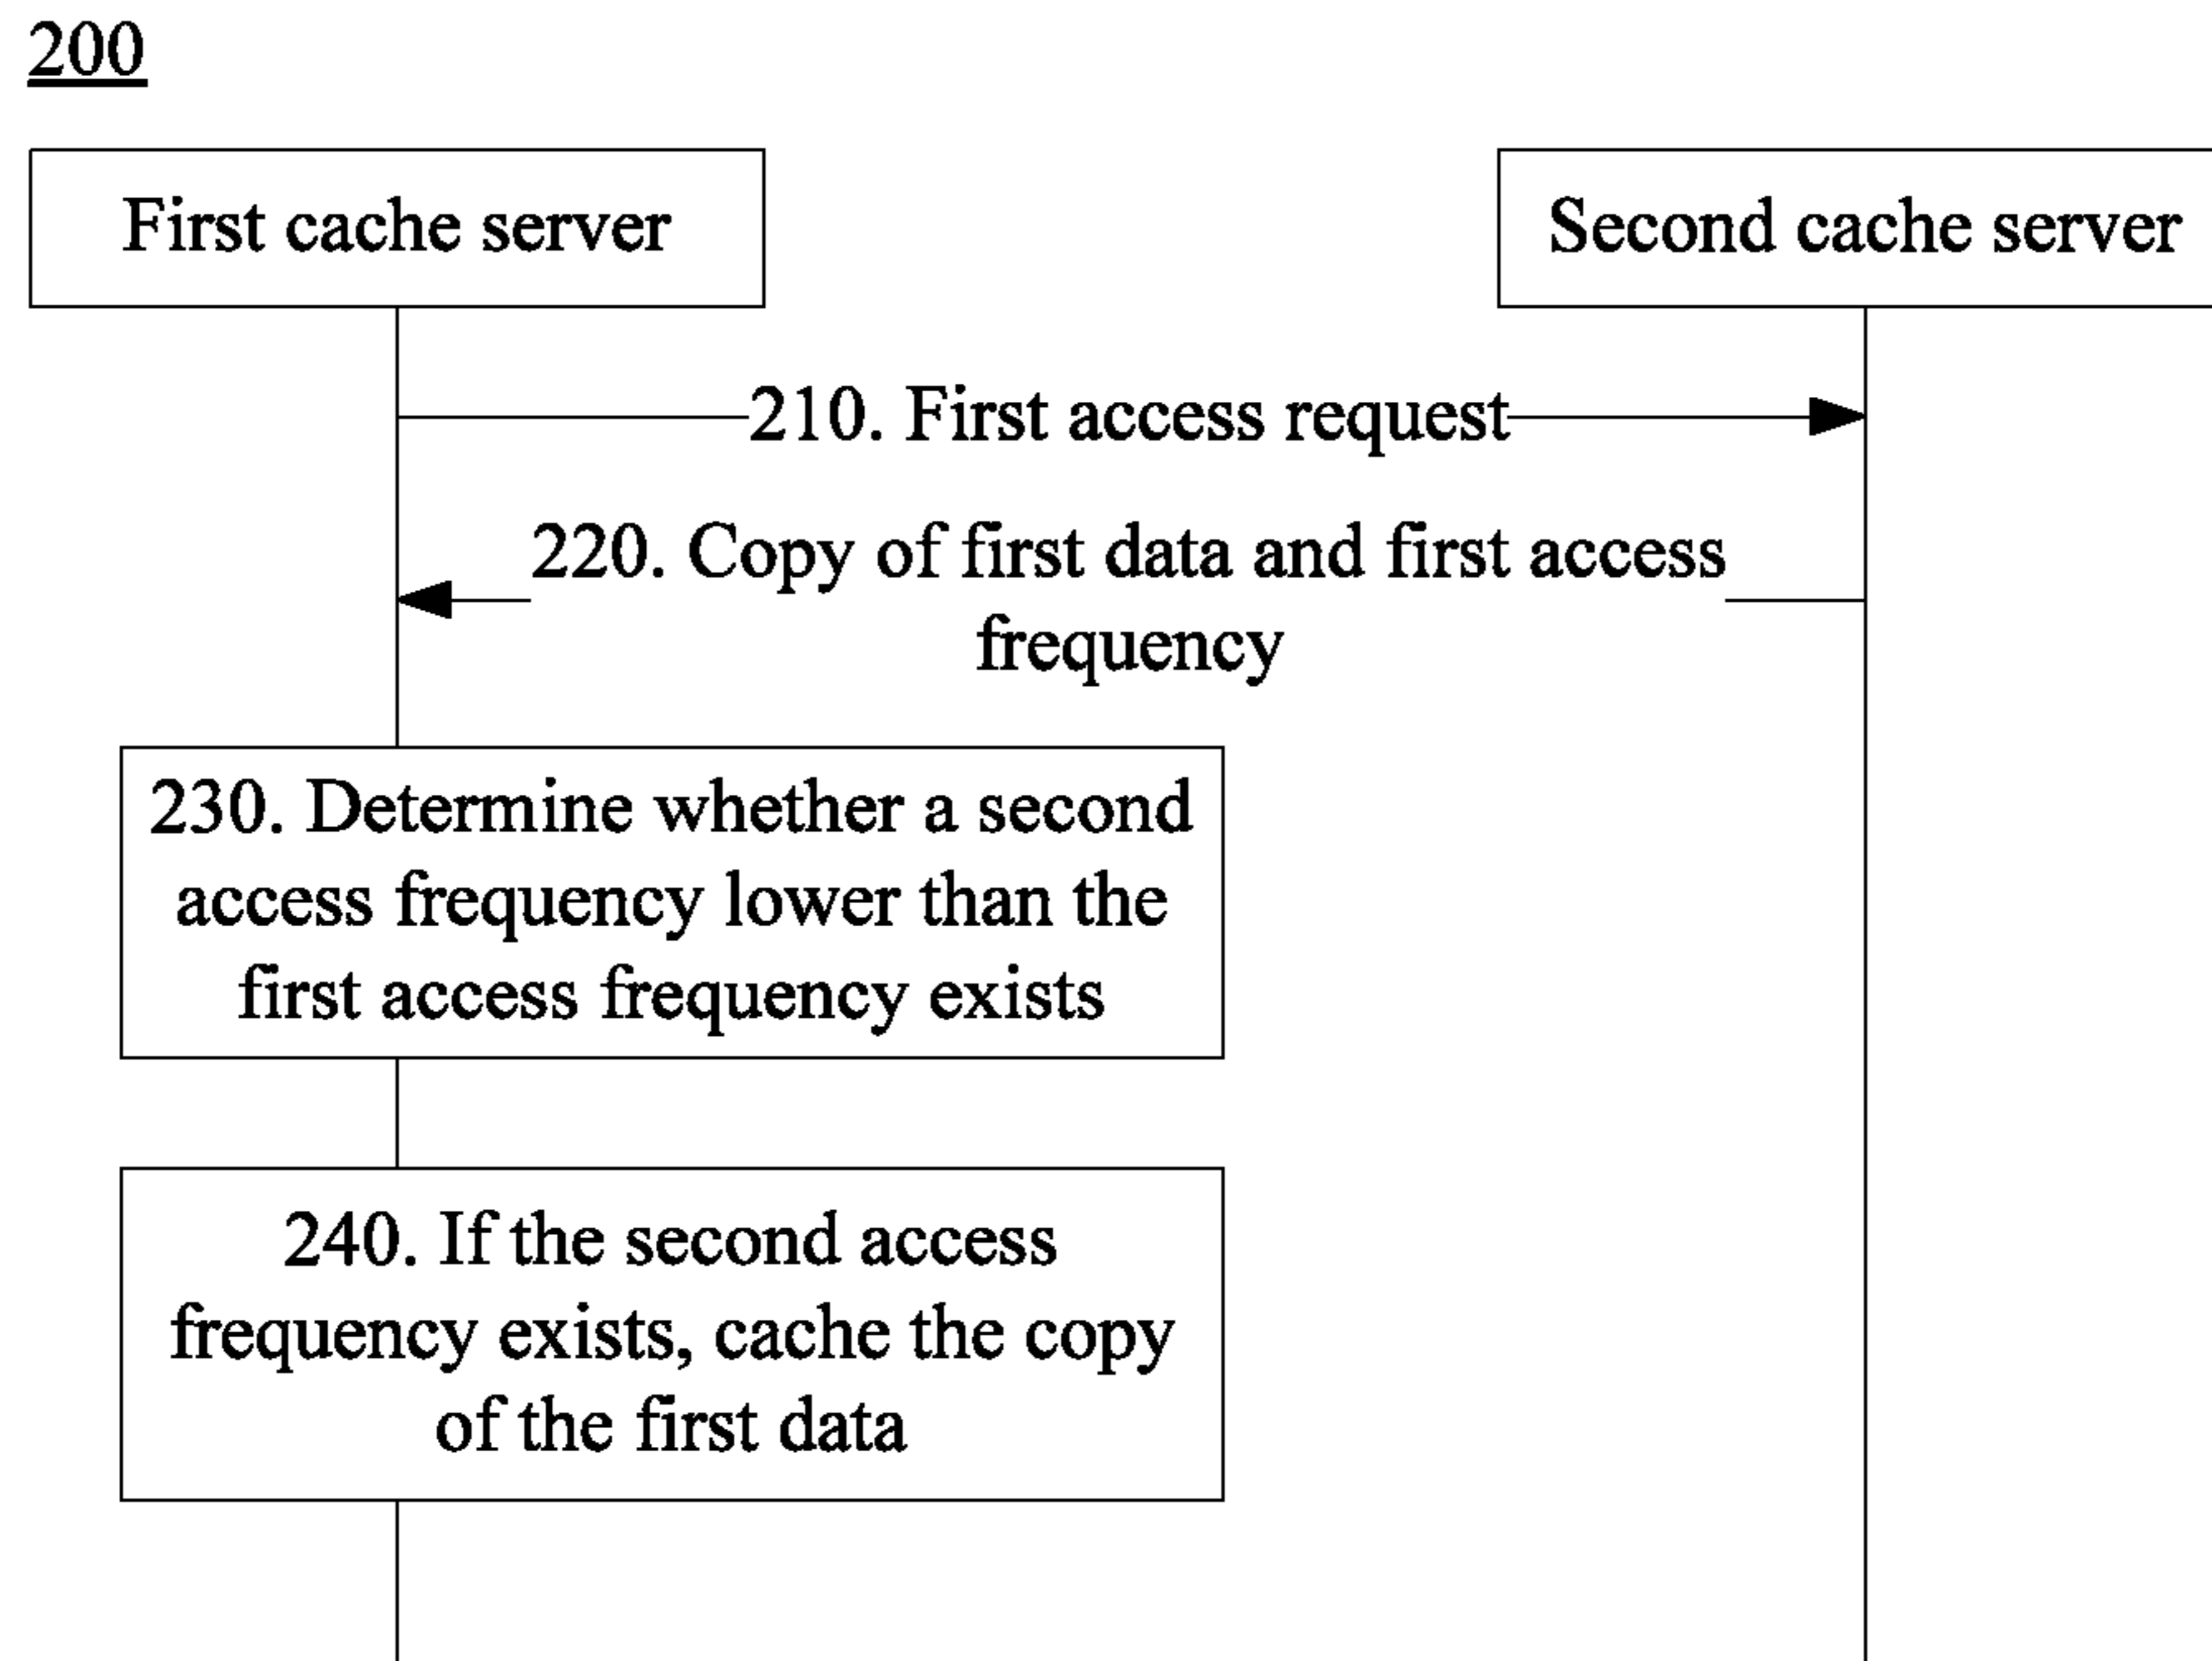 200
First cache server
Second cache server
210. First access request
220. Copy of first data and first access
frequency
230. Determine whether a second
access frequency lower than the
first access frequency exists
240. If the second access
frequency exists, cache the copy
of the first data